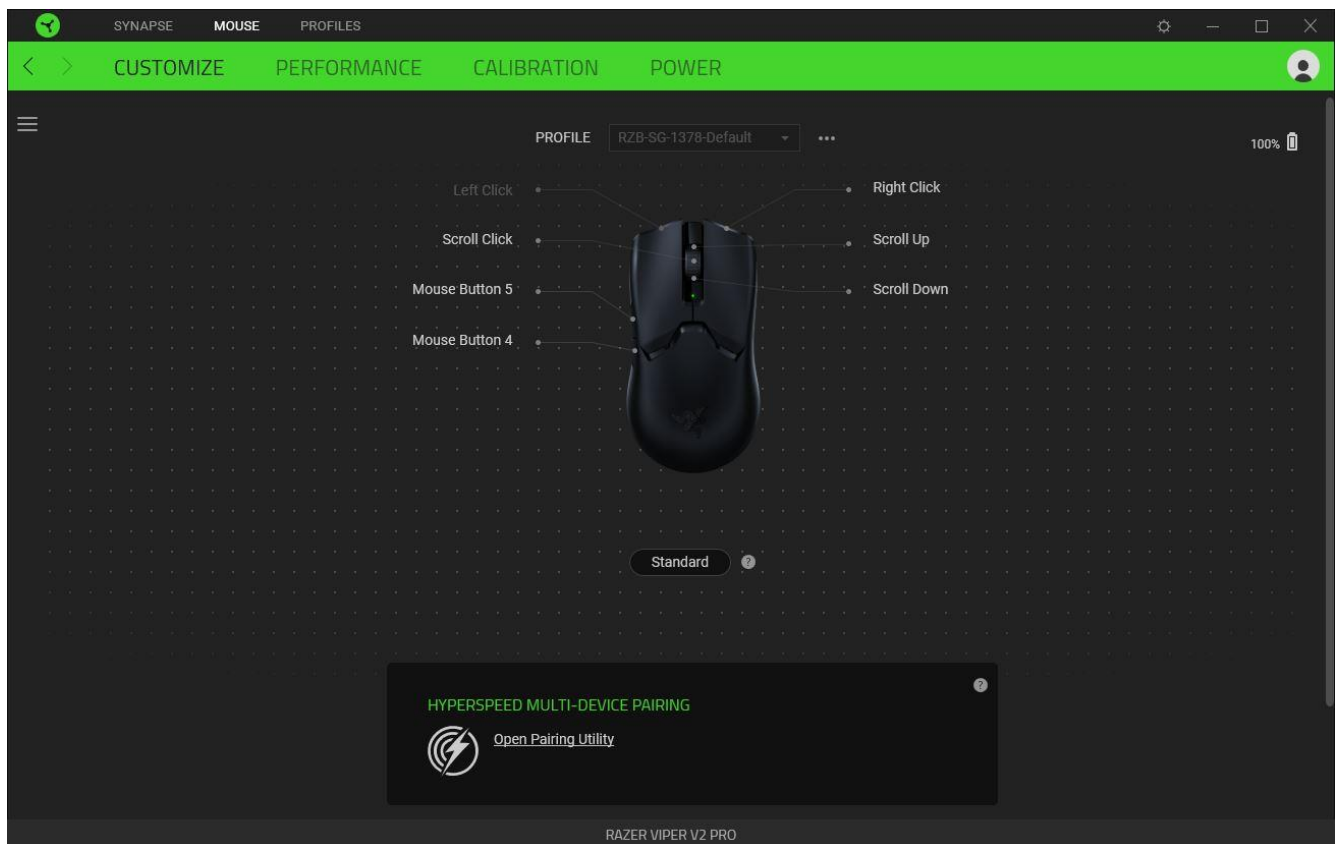 SYNAPSE MOUSE PROFILES
CUSTOMIZE PERFORMANCE CALIBRATION POWER
PROFILE RZB-SG-1378-Default
100%
Left Click Right Click
Scroll Click Scroll Up
Mouse Button 5 Scroll Down
Mouse Button 4
Standard ?
?
HYPERSPEED MULTI-DEVICE PAIRING
Open Pairing Utility
RAZER VIPER V2 PRO